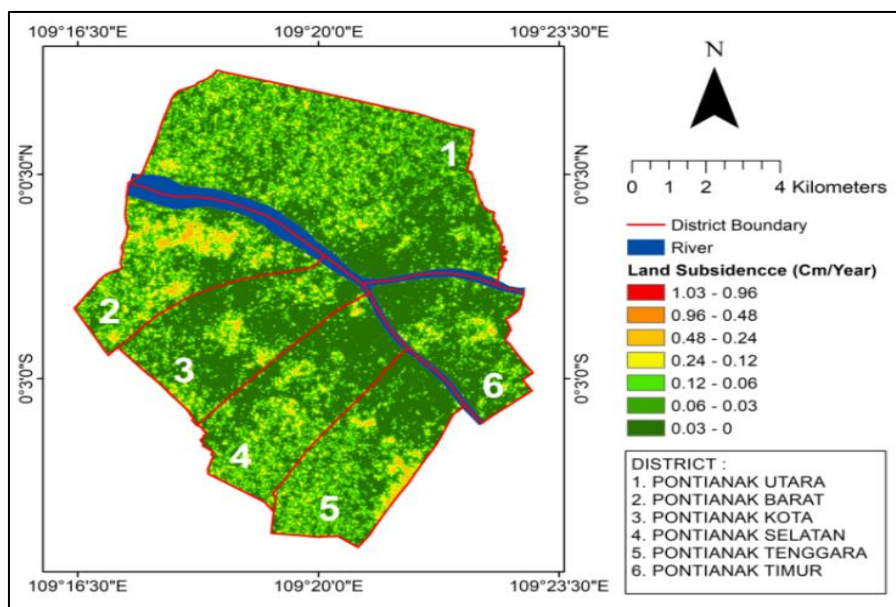 109°16'30"E 109°20'0"E 109°23'30"E
N
0°0'30"N
0°0'30"N
1
0 1 2 4 Kilometers
District Boundary
River
Land Subsidencce (Cm/Year)
1.03 - 0.96
0.96 - 0.48
0.48 - 0.24
0.24 - 0.12
0.12 - 0.06
0.06 - 0.03
0.03 - 0
2
3
6
0°0'30"S
0°0'30"S
4
5
DISTRICT :
1. PONTIANAK UTARA
2. PONTIANAK BARAT
3. PONTIANAK KOTA
4. PONTIANAK SELATAN
5. PONTIANAK TENGGARA
6. PONTIANAK TIMUR
109°16'30"E 109°20'0"E 109°23'30"E